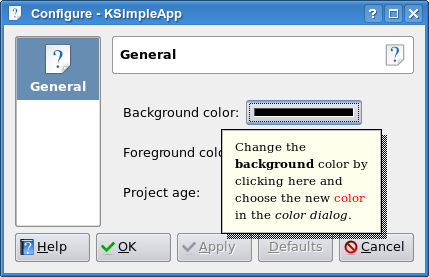 Configure - KSimpleApp
General
General
Background color:
Foreground colo
Change the
background color by
clicking here and
choose the new color
in the color dialog.
Project age:
Help
OK
Apply
Defaults
Cancel